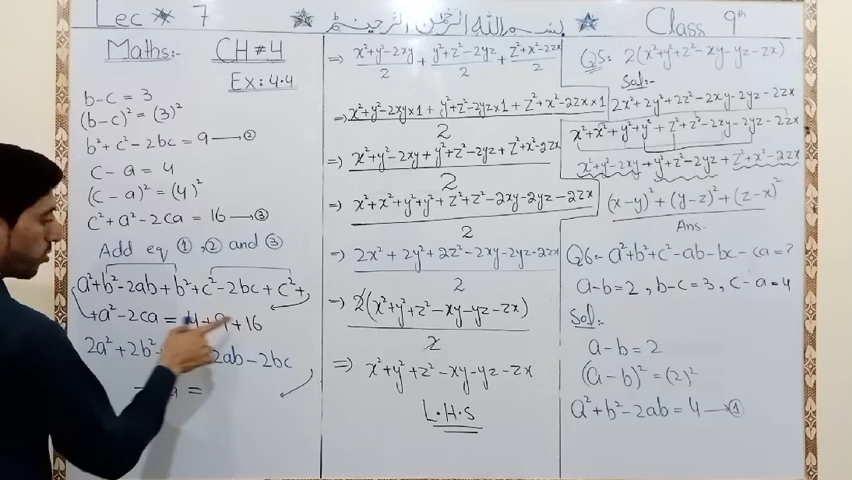 Lec # 7
بسم الله الرحمن الرحيم
Class 9th
Maths:- CH # 4
Ex: 4.4
b-c = 3
(b-c)² = (3)²
b²+c²-2bc = 9 —②
c-a = 4
(c-a)² = (4)²
c²+a²-2ca = 16 —③
Add eq ①,② and ③
a²+b²-2ab+b²+c²-2bc+c²+
+a²-2ca = 4+9+16
2a²+2b² 2ab-2bc
=
⇒ x²+y²-2xy/2 + y²+z²-2yz/2 + z²+x²-2zx/2
⇒ x²+y²-2xy×1+y²+z²-2yz×1+z²+x²-2zx×1
2
⇒ x²+y²-2xy+y²+z²-2yz+z²+x²-2zx
2
⇒ x²+x²+y²+y²+z²+z²-2xy-2yz-2zx
2
⇒ 2x²+2y²+2z²-2xy-2yz-2zx
2
⇒ 2(x²+y²+z²-xy-yz-zx)
2
⇒ x²+y²+z²-xy-yz-zx
L.H.S
Q5:- 2(x²+y²+z²-xy-yz-zx)
Sol:-
2x²+2y²+2z²-2xy-2yz-2zx
x²+x²+y²+y²+z²+z²-2xy-2yz-2zx
x²+y²-2xy+y²+z²-2yz+z²+x²-2zx
(x-y)²+(y-z)²+(z-x)²
Ans.
Q6:- a²+b²+c²-ab-bc-ca=?
a-b=2, b-c=3, c-a=4
Sol:-
a-b=2
(a-b)²=(2)²
a²+b²-2ab=4 —①